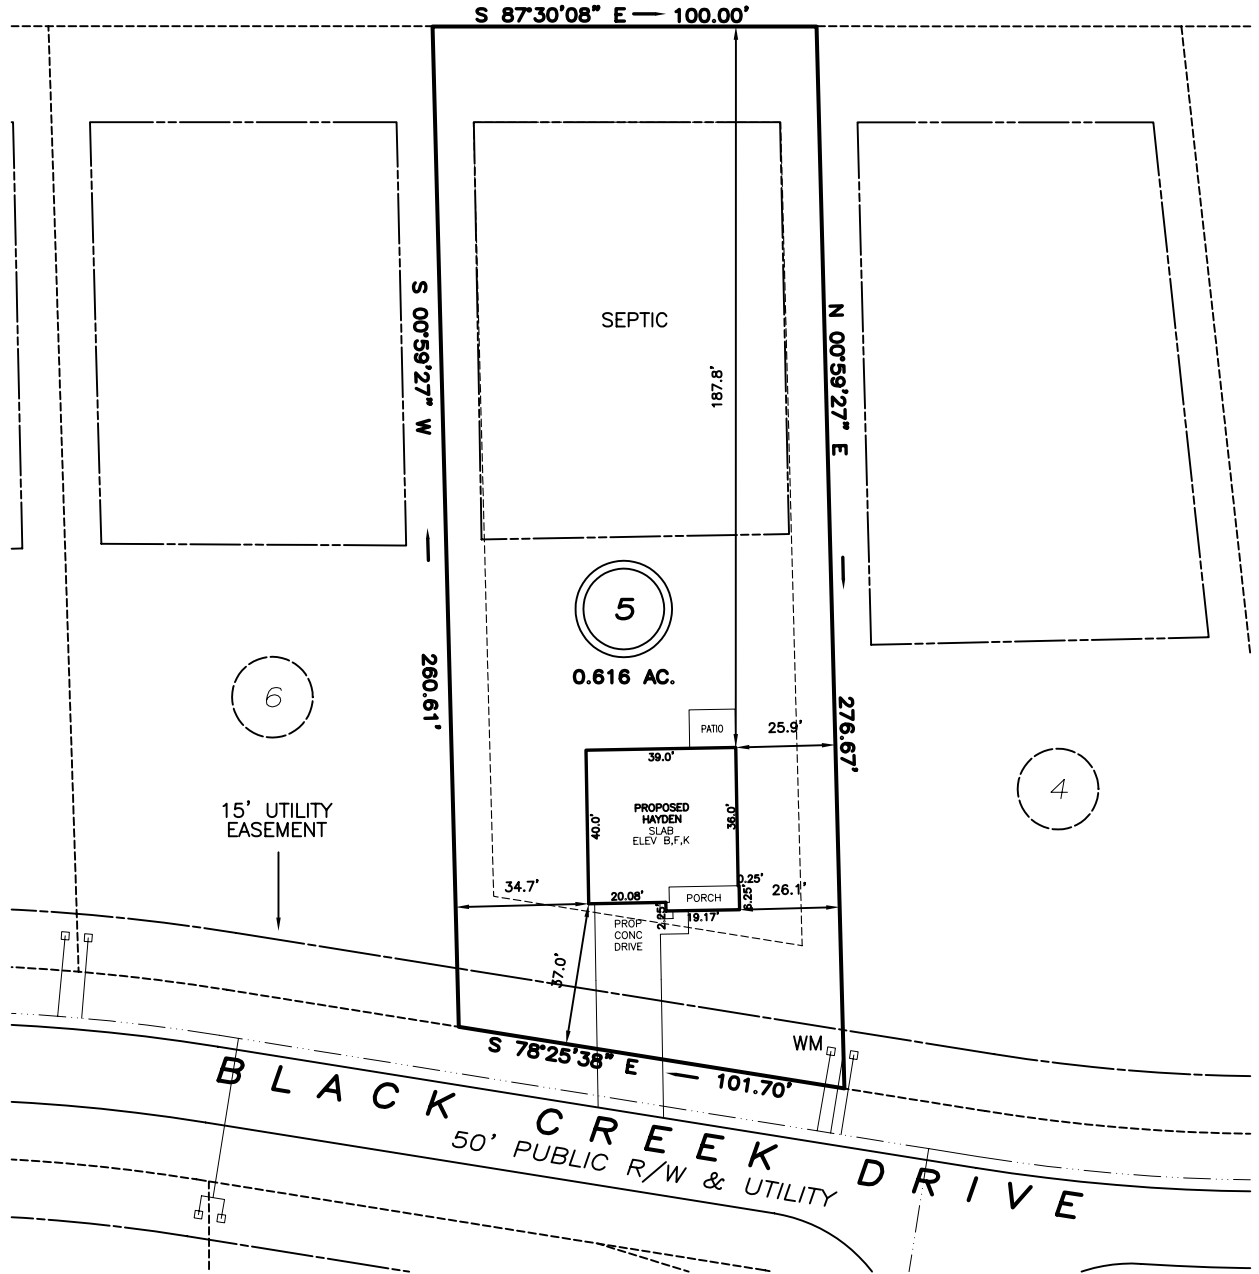 S 87°30'08" E — 100.00'
S 00°59'27" W — 260.61'
N 00°59'27" E — 276.67'
SEPTIC
187.8'
5
0.616 AC.
6
4
15' UTILITY
EASEMENT
PATIO
25.9'
39.0'
PROPOSED
HAYDEN
SLAB
ELEV B,F,K
40.0'
36.0'
34.7'
20.08'
PORCH
0.25'
6.25'
26.1'
2.25'
19.17'
PROP
CONC
DRIVE
37.0'
WM
S 78°25'38" E — 101.70'
BLACK CREEK DRIVE
50' PUBLIC R/W & UTILITY